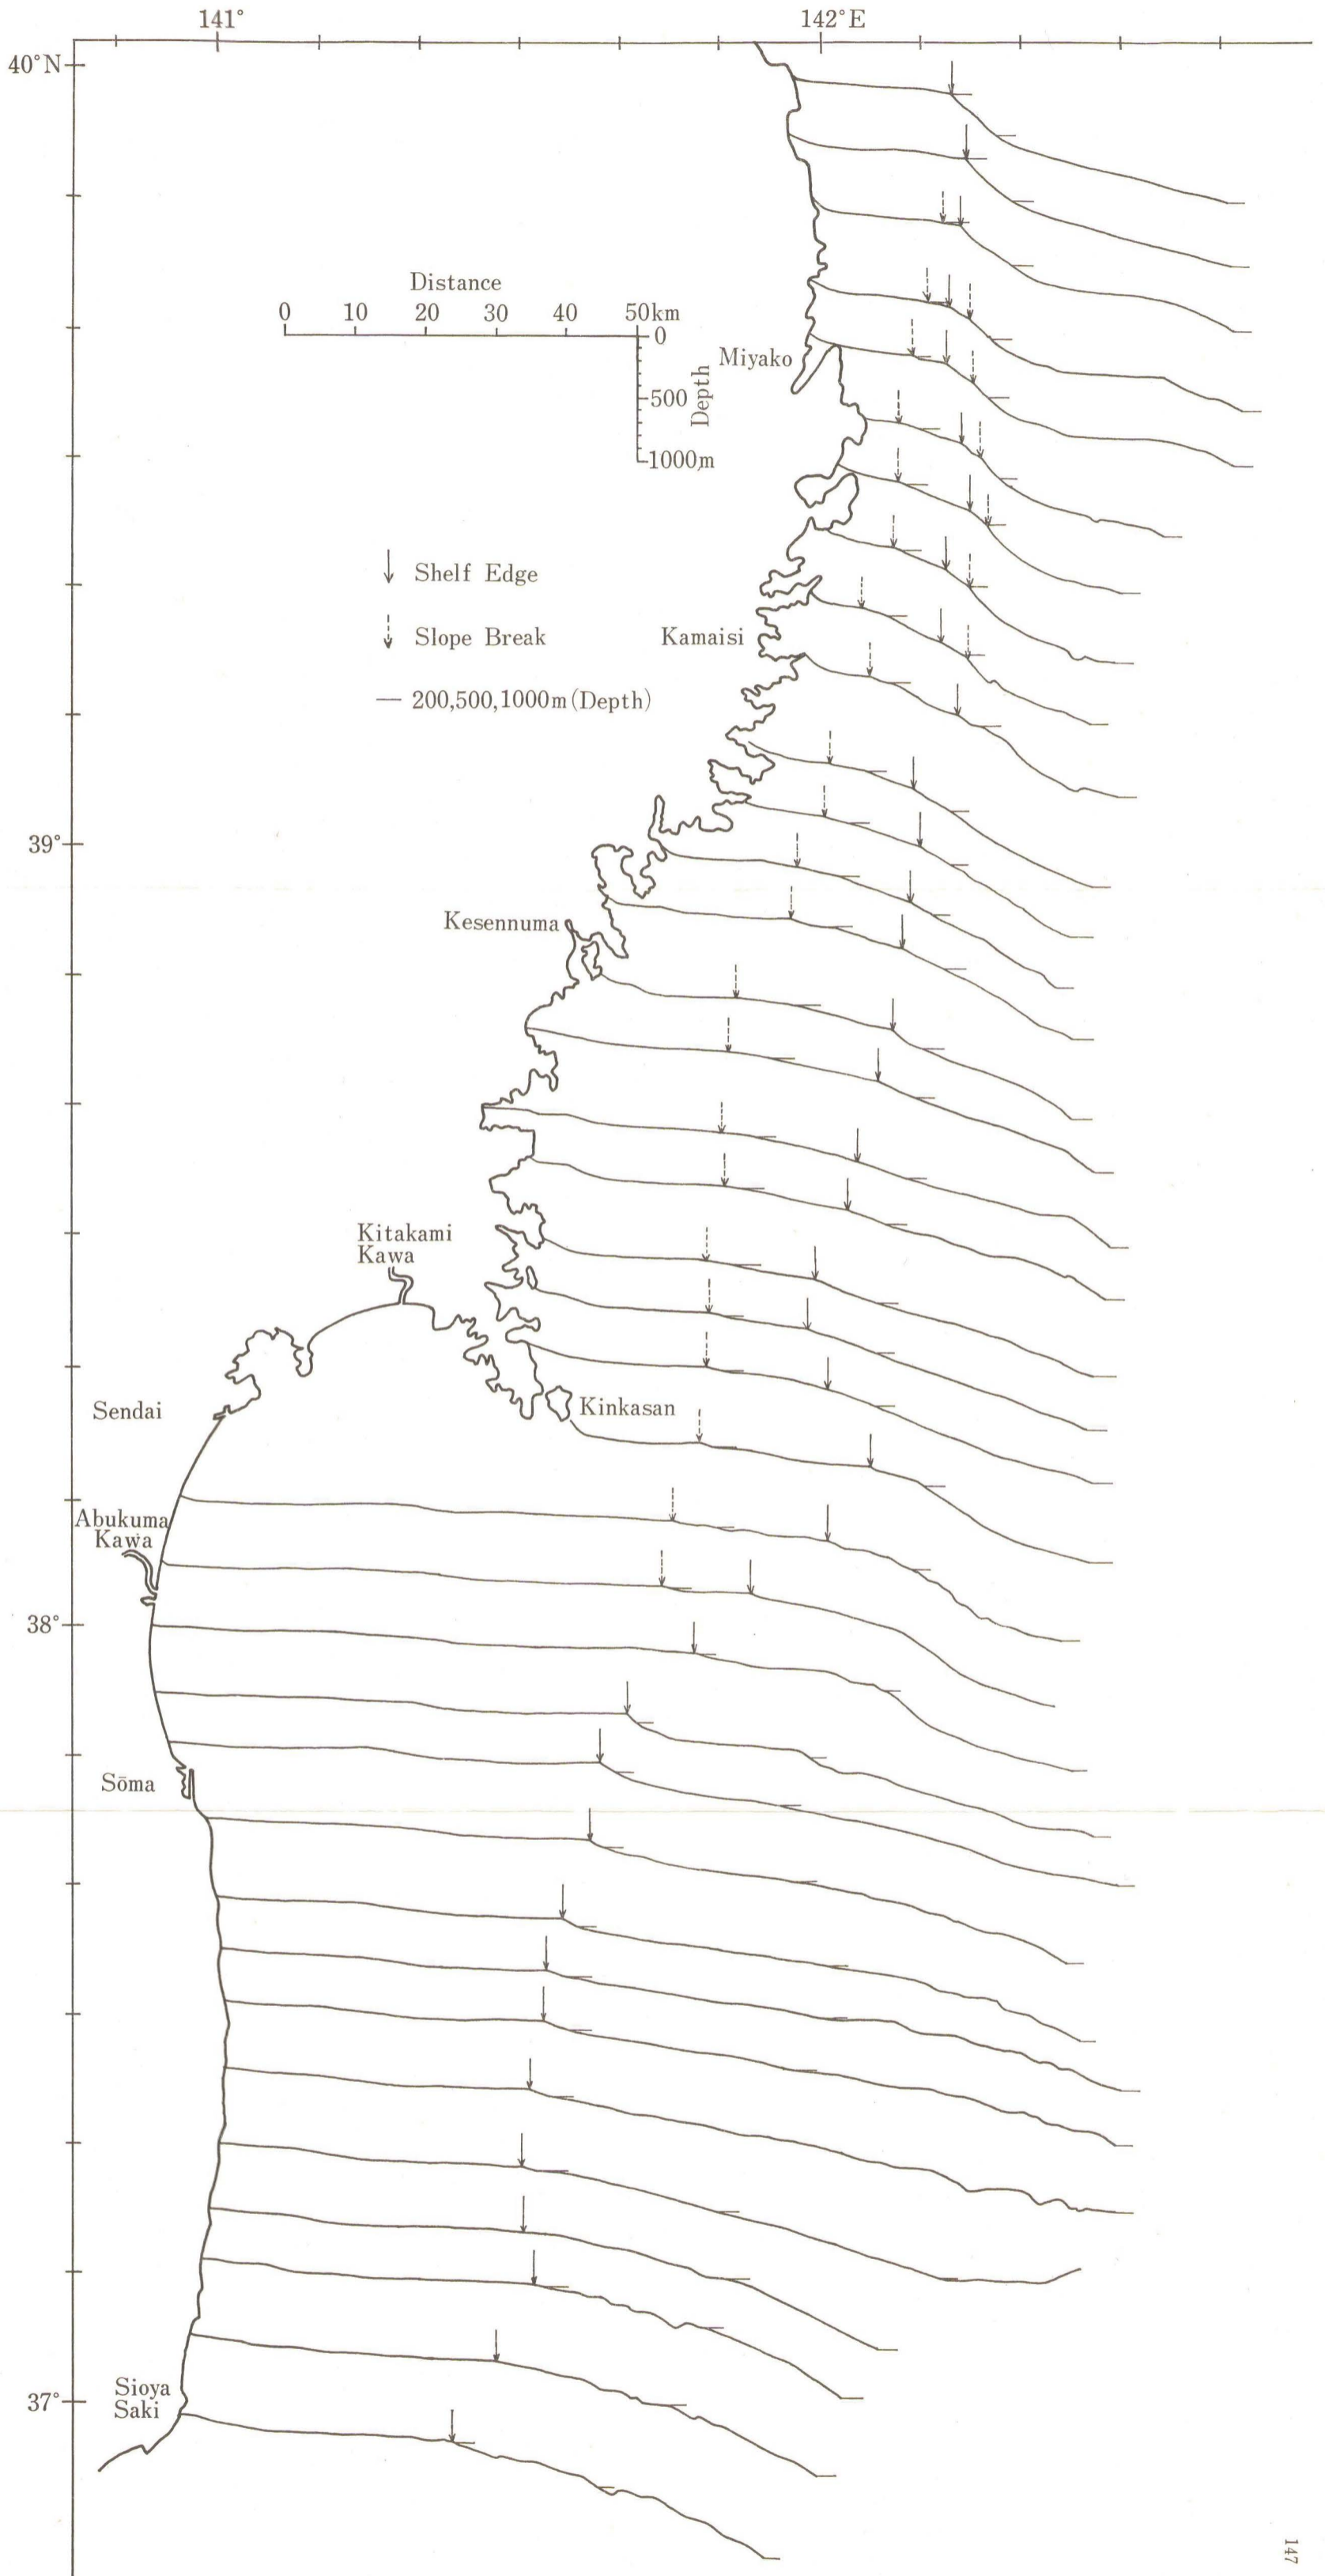 141° 142°E
40°N
Distance
0 10 20 30 40 50km
0
500
1000m
Depth
Miyako
Shelf Edge
Slope Break
200,500,1000m (Depth)
Kamaisi
39°
Kesennuma
Kitakami
Kawa
Sendai
Kinkasan
Abukuma
Kawa
38°
Sōma
Sioya
Saki
37°
147